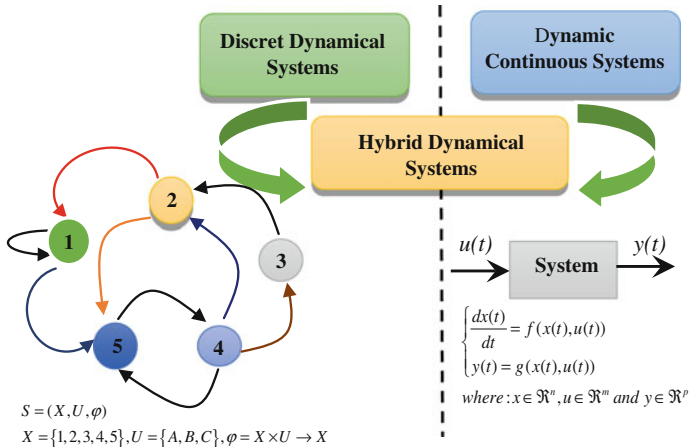 Discret Dynamical
Systems
Dynamic
Continuous Systems
Hybrid Dynamical
Systems
1
2
3
4
5
u(t)
System
y(t)
dx(t)/dt = f(x(t),u(t))
y(t) = g(x(t),u(t))
where : x ∈ ℜⁿ, u ∈ ℜᵐ and y ∈ ℜᵖ
S = (X, U, φ)
X = {1,2,3,4,5}, U = {A, B, C}, φ = X × U → X